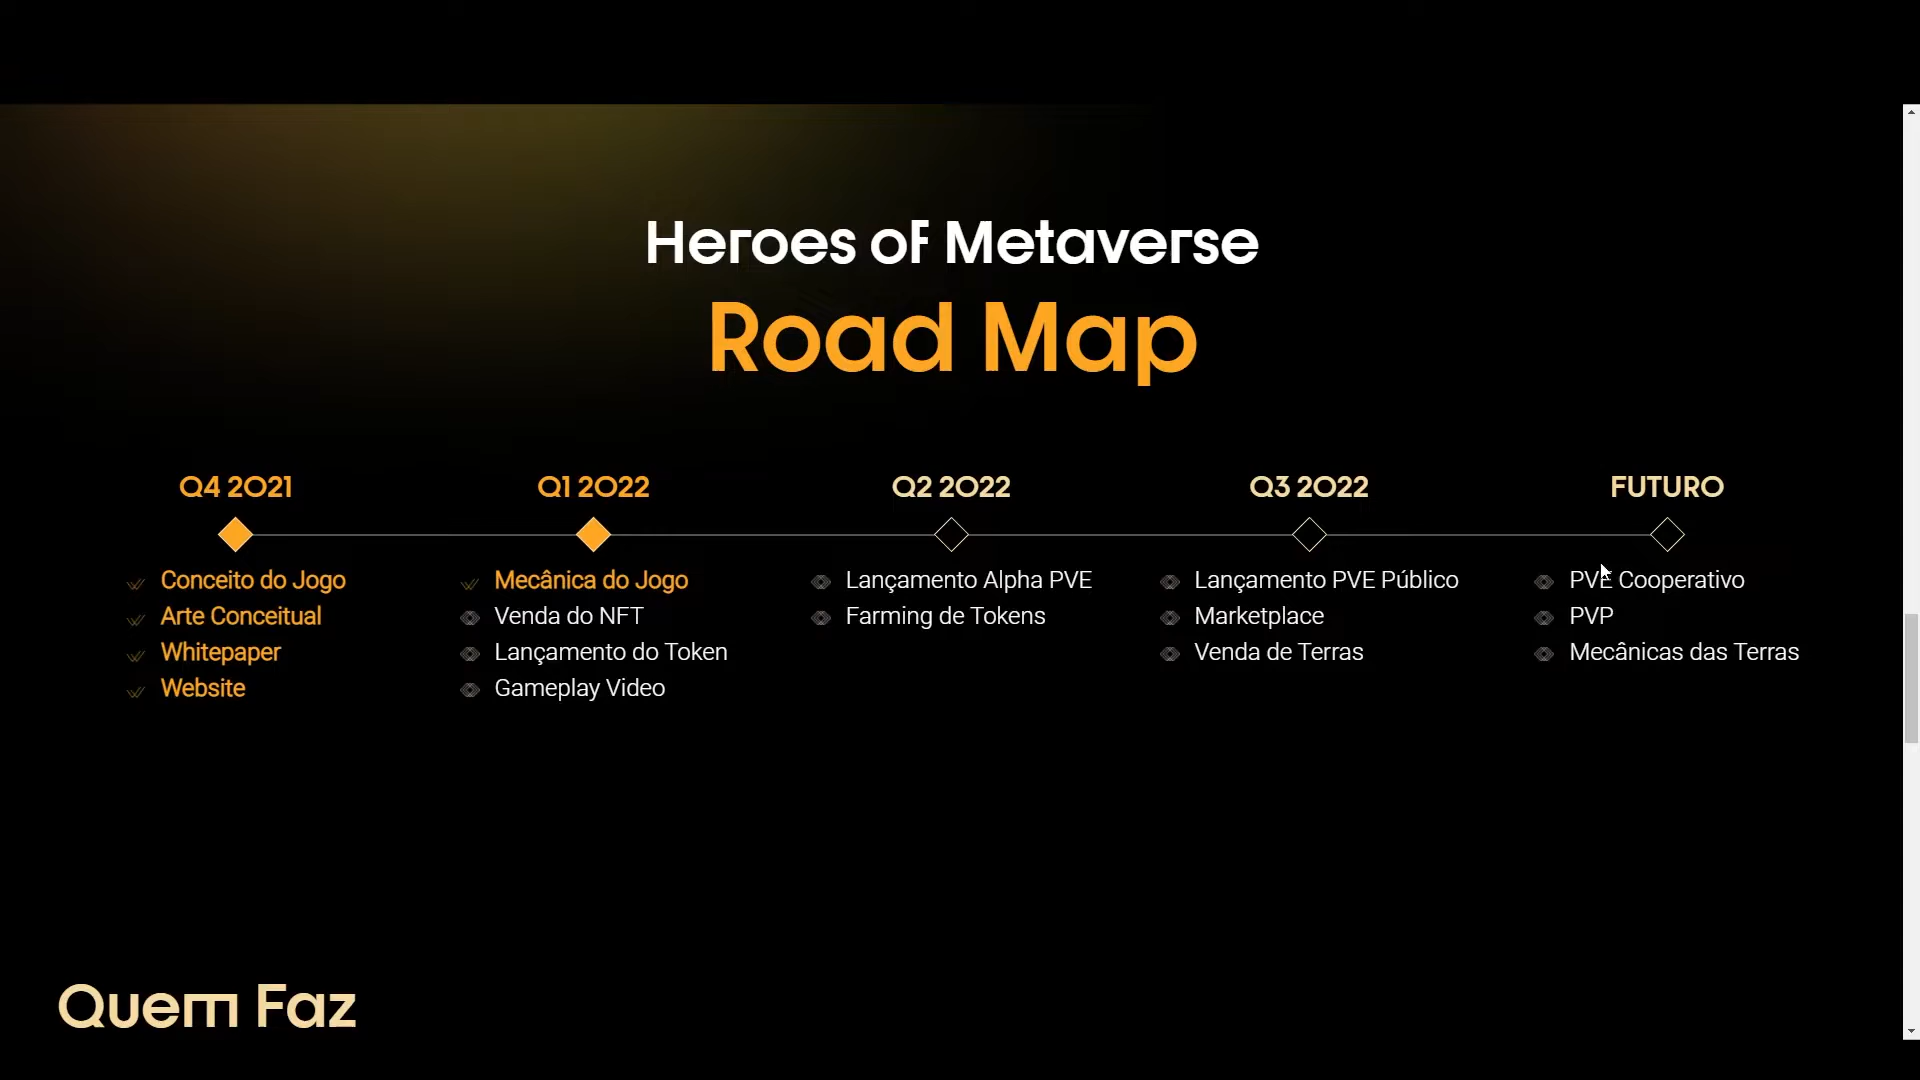 Heroes of Metaverse
Road Map
Q4 2021
Conceito do Jogo
Arte Conceitual
Whitepaper
Website
Q1 2022
Mecânica do Jogo
Venda do NFT
Lançamento do Token
Gameplay Video
Q2 2022
Lançamento Alpha PVE
Farming de Tokens
Q3 2022
Lançamento PVE Público
Marketplace
Venda de Terras
FUTURO
PVE Cooperativo
PVP
Mecânicas das Terras
Quem Faz